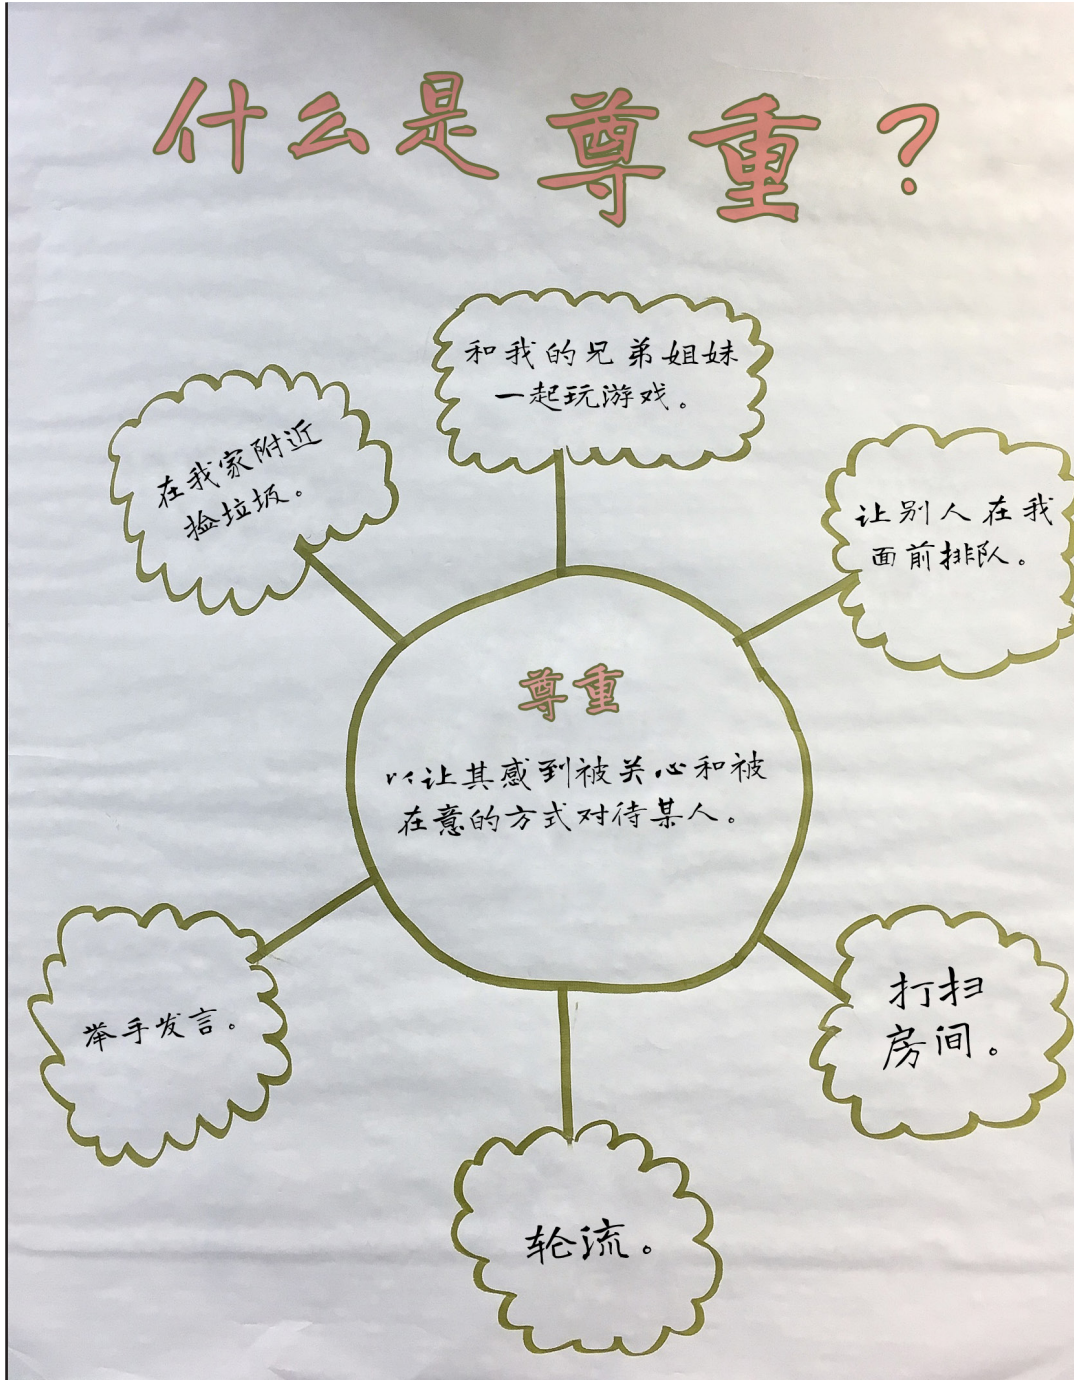 什么是尊重？
和我的兄弟姐妹
一起玩游戏。
在我家附近
捡垃圾。
让别人在我
面前排队。
尊重
以让其感到被关心和被
在意的方式对待某人。
举手发言。
打扫
房间。
轮流。